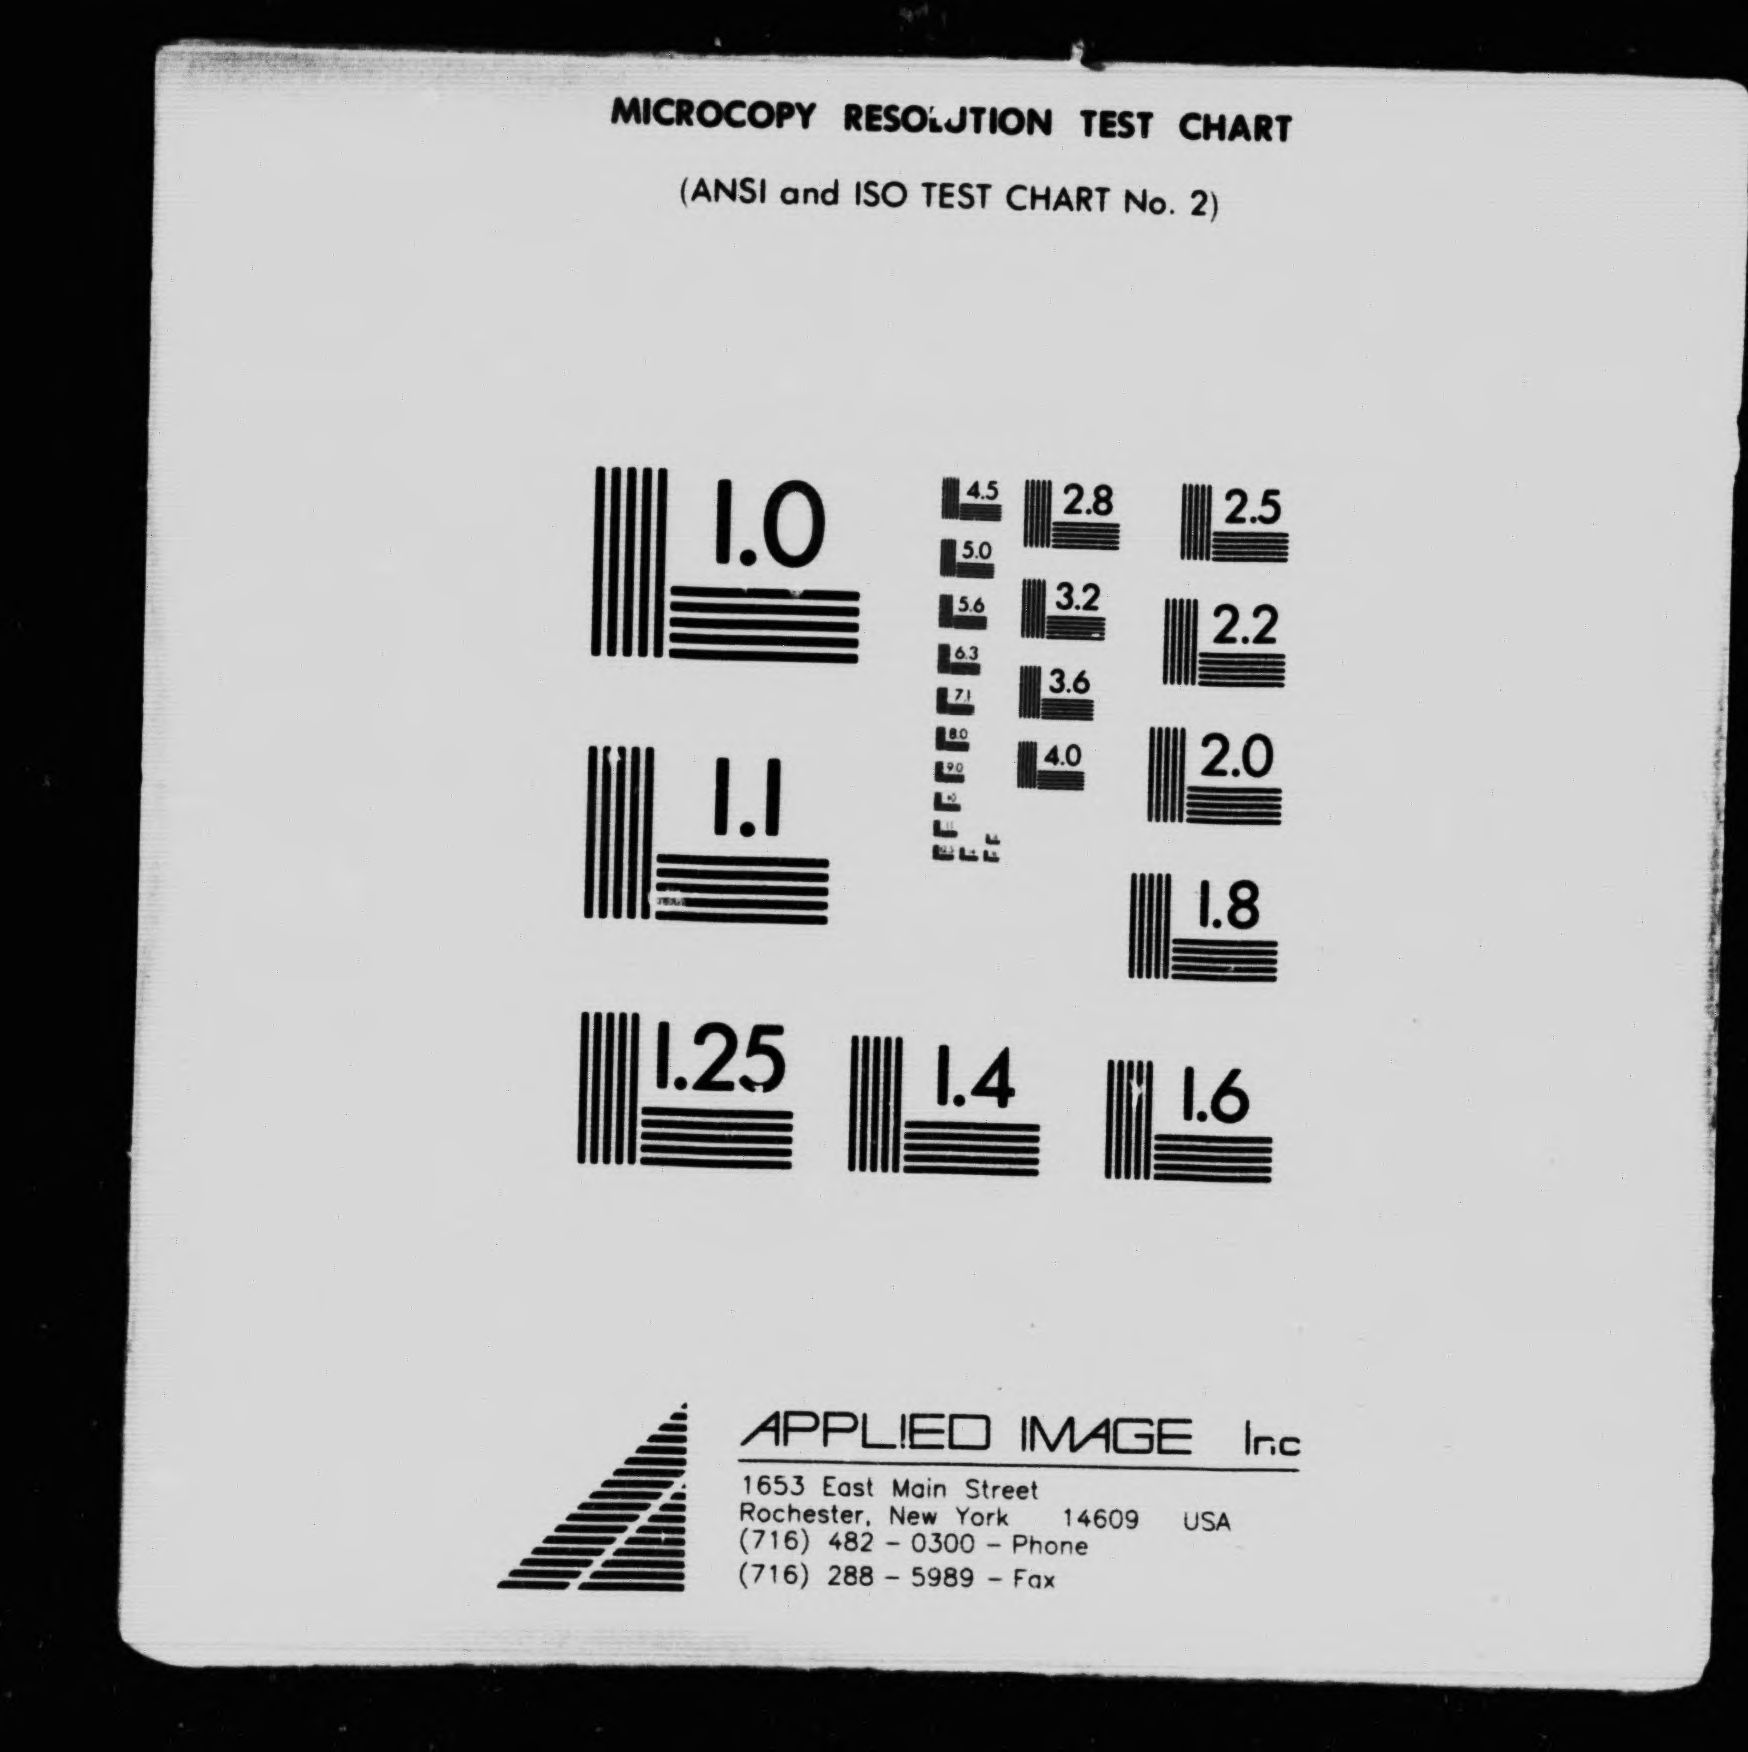 MICROCOPY RESOLUTION TEST CHART
(ANSI and ISO TEST CHART No. 2)
1.0
1.1
1.25
1.4
1.6
1.8
2.0
2.2
2.5
2.8
3.2
3.6
4.0
4.5
5.0
5.6
6.3
7.1
8.0
9.0
APPLIED IMAGE Inc
1653 East Main Street
Rochester, New York 14609 USA
(716) 482 - 0300 - Phone
(716) 288 - 5989 - Fax